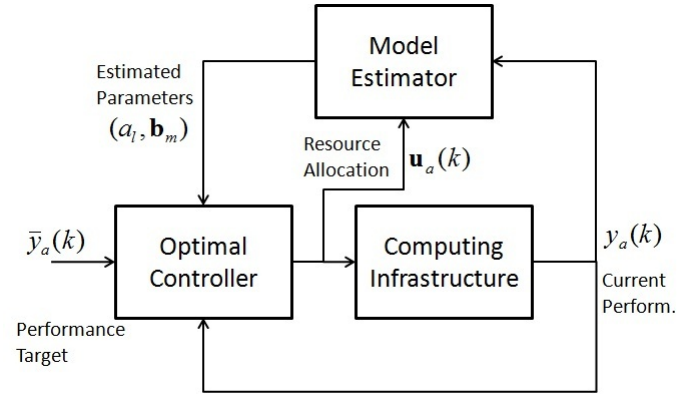 Model
Estimator
Estimated
Parameters
(a_l, b_m)
Resource
Allocation
u_a(k)
ȳ_a(k)
Optimal
Controller
Computing
Infrastructure
y_a(k)
Current
Perform.
Performance
Target